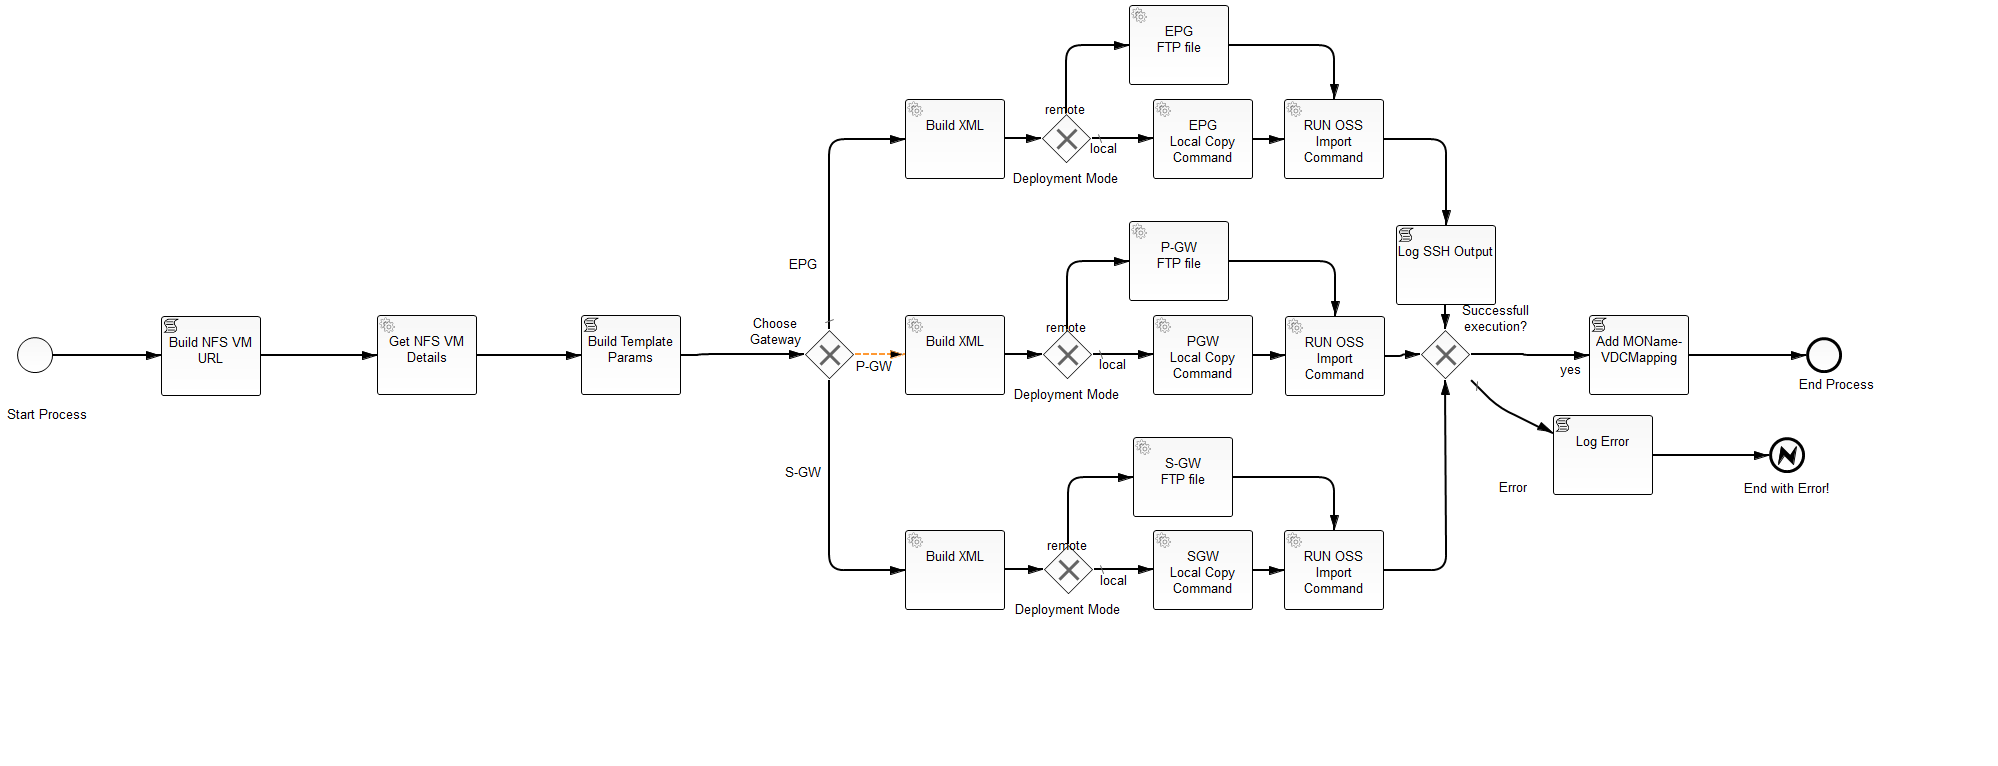 Start Process
Build NFS VM
URL
Get NFS VM
Details
Build Template
Params
Choose
Gateway
EPG
P-GW
S-GW
Build XML
remote
local
Deployment Mode
EPG
FTP file
EPG
Local Copy
Command
RUN OSS
Import
Command
Build XML
remote
local
Deployment Mode
P-GW
FTP file
PGW
Local Copy
Command
RUN OSS
Import
Command
Build XML
remote
local
Deployment Mode
S-GW
FTP file
SGW
Local Copy
Command
RUN OSS
Import
Command
Log SSH Output
Successfull
execution?
yes
Add MOName-
VDCMapping
End Process
Error
Log Error
End with Error!